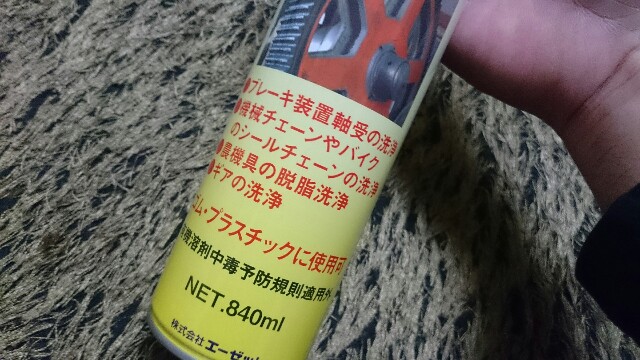 ●ブレーキ装置軸受の洗浄
●機械チェーンやバイク
のシールチェーンの洗浄
●農機具の脱脂洗浄
●ギアの洗浄
ゴム・プラスチックに使用可
有機溶剤中毒予防規則適用外
NET.840ml
株式会社 エーゼット